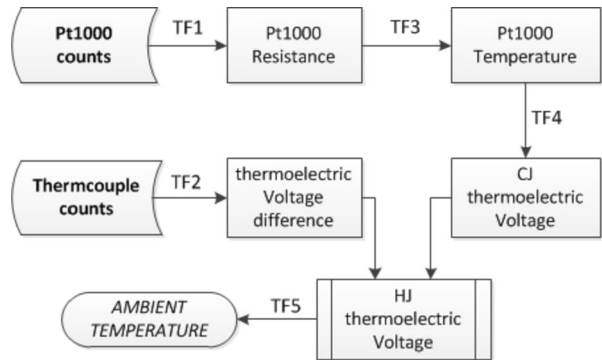 Pt1000
counts
TF1
Pt1000
Resistance
TF3
Pt1000
Temperature
TF4
Thermcouple
counts
TF2
thermoelectric
Voltage
difference
CJ
thermoelectric
Voltage
HJ
thermoelectric
Voltage
TF5
AMBIENT
TEMPERATURE